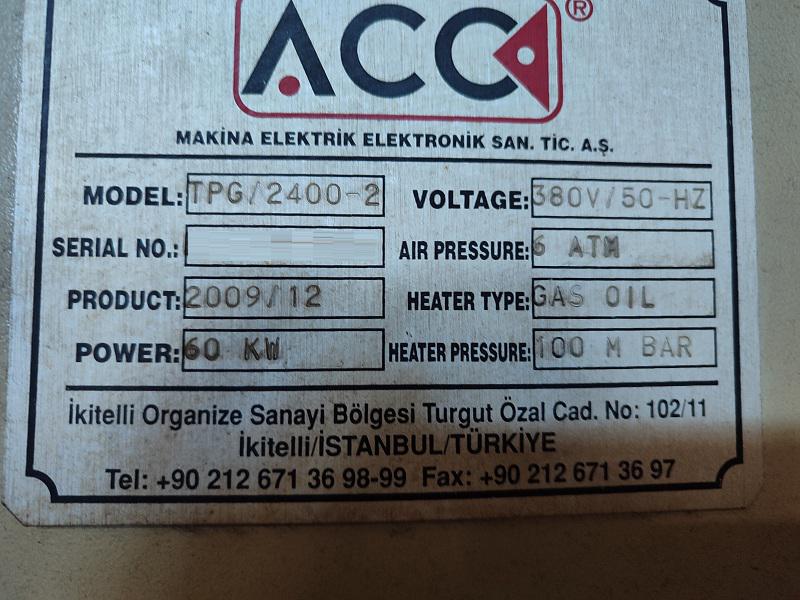 ACC®
MAKİNA ELEKTRİK ELEKTRONİK SAN. TİC. A.Ş.
MODEL: TPG/2400-2 VOLTAGE: 380V/50-HZ
SERIAL NO.: AIR PRESSURE: 6 ATM
PRODUCT: 2009/12 HEATER TYPE: GAS OIL
POWER: 60 KW HEATER PRESSURE: 100 M BAR
İkitelli Organize Sanayi Bölgesi Turgut Özal Cad. No: 102/11
İkitelli/İSTANBUL/TÜRKİYE
Tel: +90 212 671 36 98-99 Fax: +90 212 671 36 97